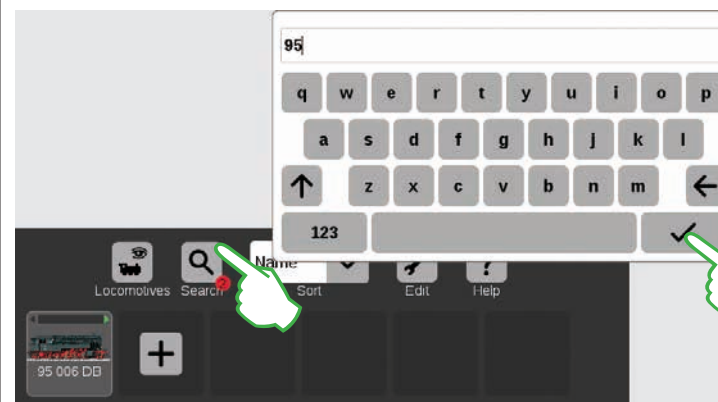 95
q w e r t y u i o p
a s d f g h j k l
z x c v b n m
123
Name
Locomotives Search Sort Edit Help
95 006 DB